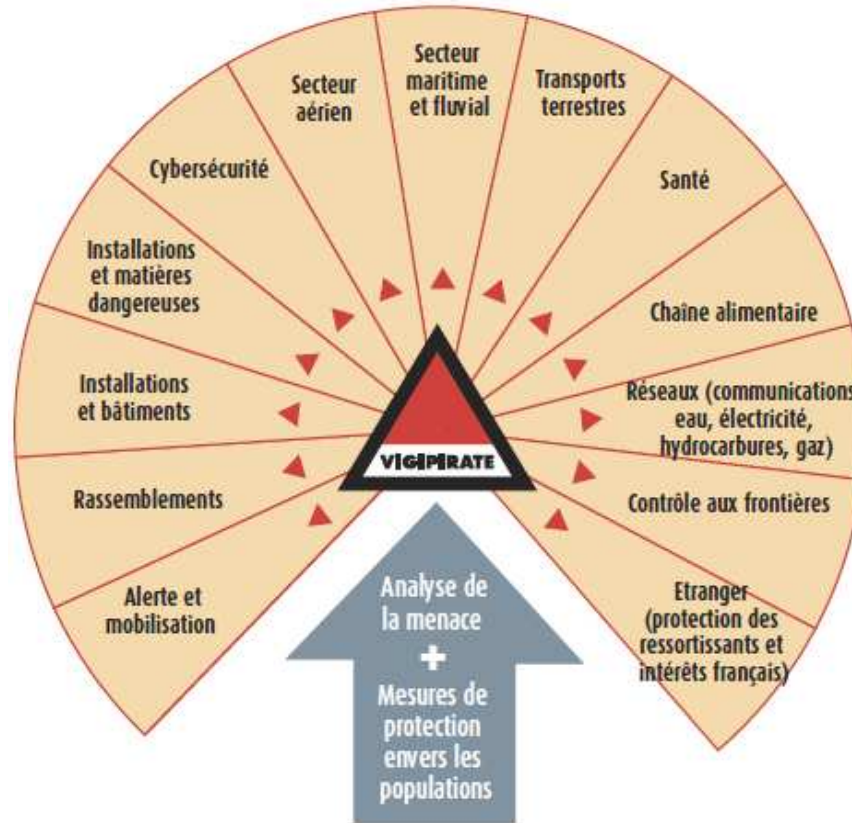 Alerte et
mobilisation
Rassemblements
Installations
et bâtiments
Installations
et matières
dangereuses
Cybersécurité
Secteur
aérien
Secteur
maritime
et fluvial
Transports
terrestres
Santé
Chaîne alimentaire
Réseaux (communications
eau, électricité,
hydrocarbures, gaz)
Contrôle aux frontières
Etranger
(protection des
ressortissants et
intérêts français)
VIGIPIRATE
Analyse de
la menace
+
Mesures de
protection
envers les
populations